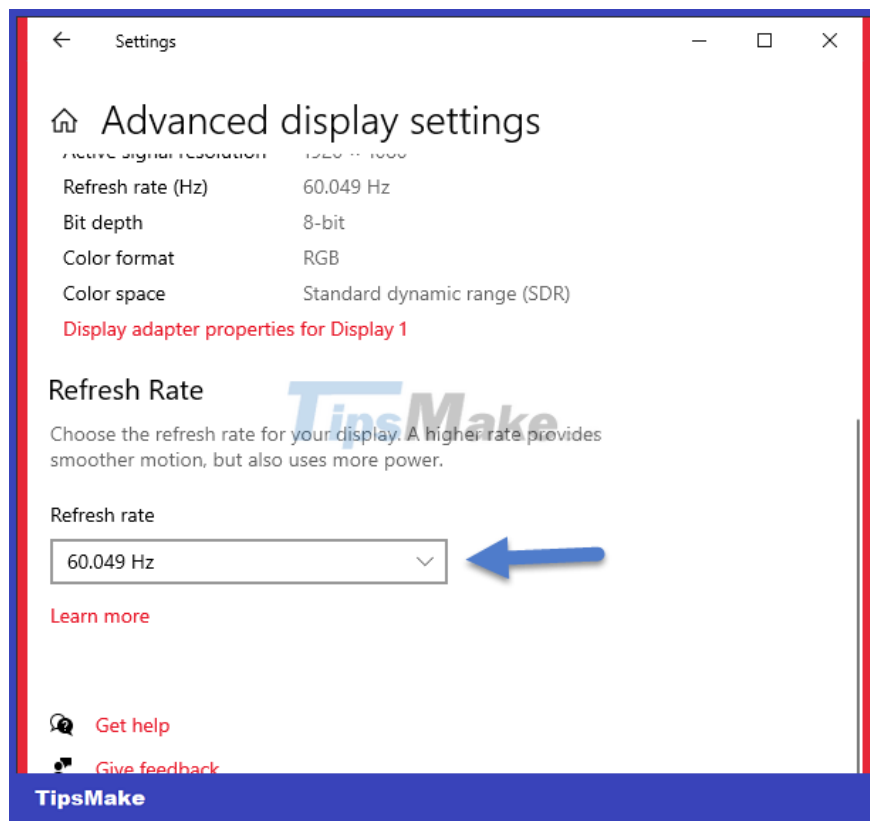 Settings
Advanced display settings
Active signal resolution
Refresh rate (Hz) 60.049 Hz
Bit depth 8-bit
Color format RGB
Color space Standard dynamic range (SDR)
Display adapter properties for Display 1
Refresh Rate
TipsMake
Choose the refresh rate for your display. A higher rate provides
smoother motion, but also uses more power.
Refresh rate
60.049 Hz
Learn more
Get help
Give feedback
TipsMake